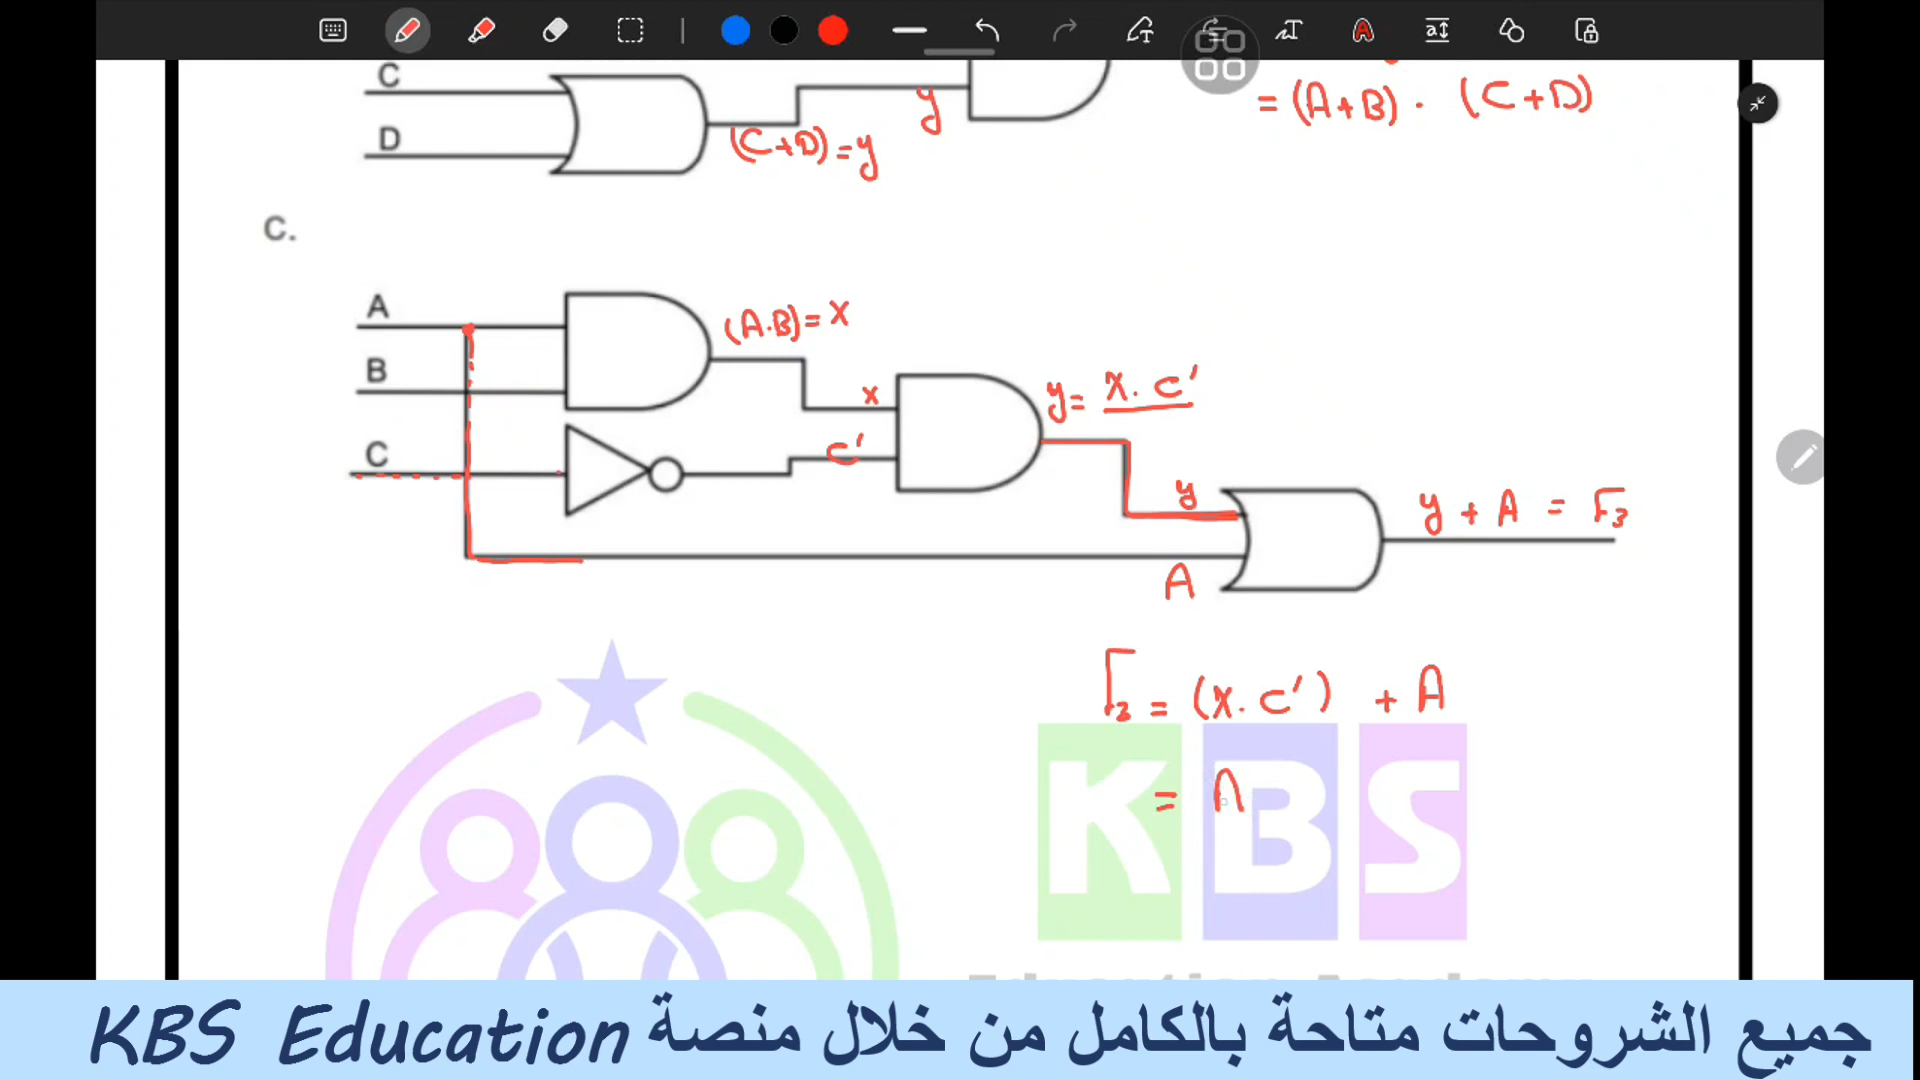 C
= (A+B) . (C+D)
D
(C+D) = y
y
C.
A
(A.B) = X
B
x
y = X. C'
C
C'
y
y + A = F3
A
F3 = (X. C') + A
= A
KBS
جميع الشروحات متاحة بالكامل من خلال منصة KBS Education